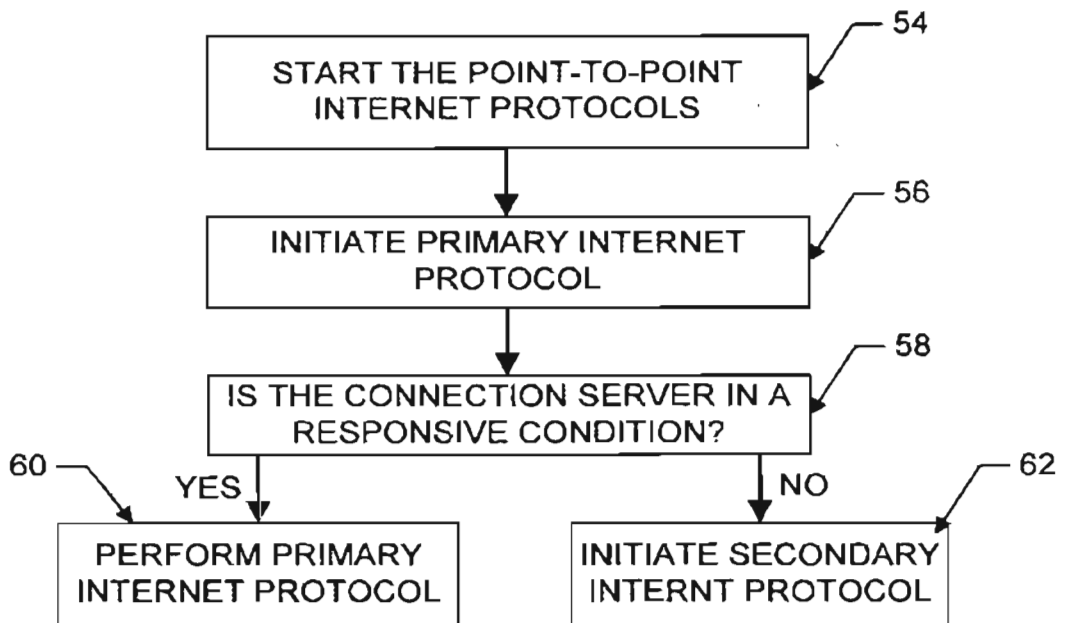 54
START THE POINT-TO-POINT
INTERNET PROTOCOLS
56
INITIATE PRIMARY INTERNET
PROTOCOL
58
IS THE CONNECTION SERVER IN A
RESPONSIVE CONDITION?
60
YES
NO
62
PERFORM PRIMARY
INTERNET PROTOCOL
INITIATE SECONDARY
INTERNT PROTOCOL